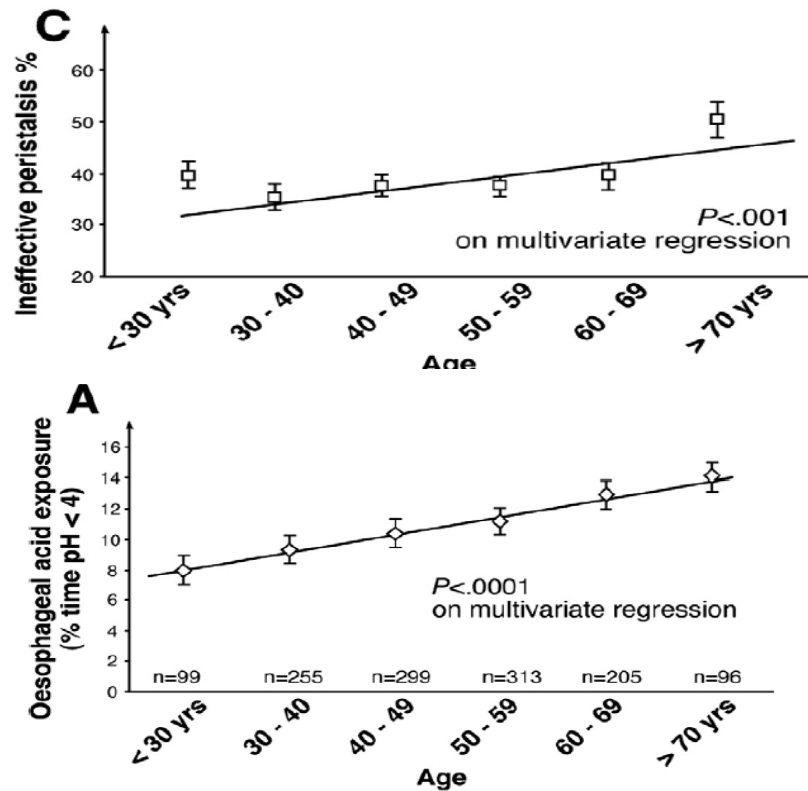 C
Ineffective peristalsis %
60
50
40
30
20
P<.001
on multivariate regression
< 30 yrs
30 - 40
40 - 49
50 - 59
60 - 69
> 70 yrs
Age
A
Oesophageal acid exposure
(% time pH < 4)
16
14
12
10
8
6
4
2
0
P<.0001
on multivariate regression
n=99 n=255 n=299 n=313 n=205 n=96
< 30 yrs
30 - 40
40 - 49
50 - 59
60 - 69
> 70 yrs
Age